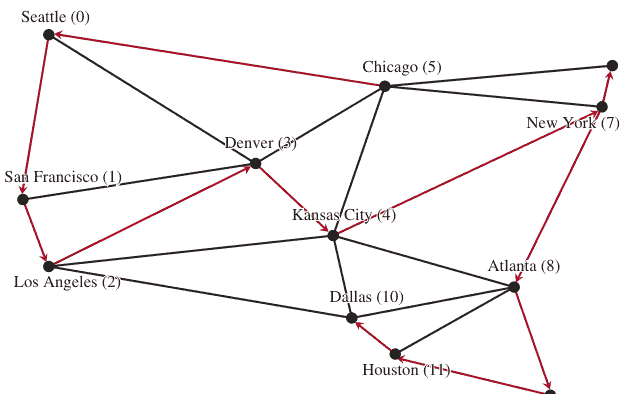 Seattle (0)
Chicago (5)
New York (7)
Denver (3)
San Francisco (1)
Kansas City (4)
Atlanta (8)
Los Angeles (2)
Dallas (10)
Houston (11)